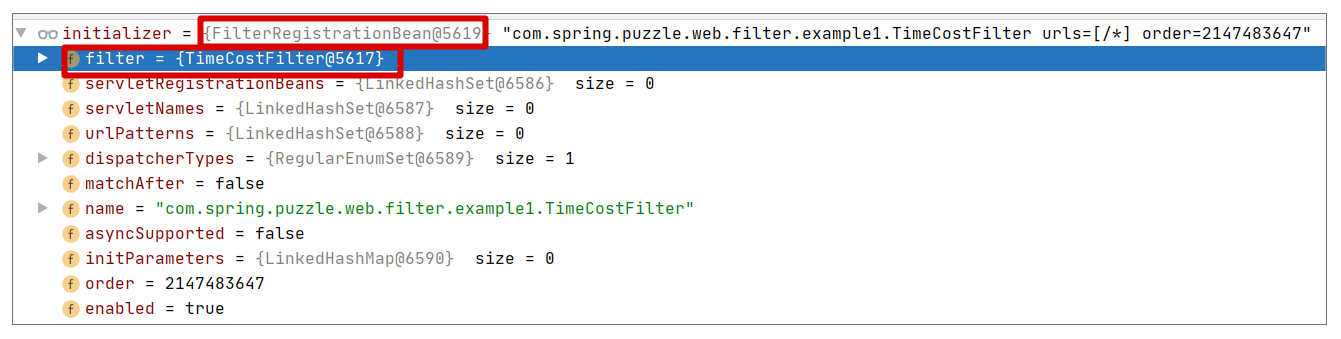 initializer = {FilterRegistrationBean@5619} "com.spring.puzzle.web.filter.example1.TimeCostFilter urls=[/*] order=2147483647"
f filter = {TimeCostFilter@5617}
f servletRegistrationBeans = {LinkedHashSet@6586} size = 0
f servletNames = {LinkedHashSet@6587} size = 0
f urlPatterns = {LinkedHashSet@6588} size = 0
f dispatcherTypes = {RegularEnumSet@6589} size = 1
f matchAfter = false
f name = "com.spring.puzzle.web.filter.example1.TimeCostFilter"
f asyncSupported = false
f initParameters = {LinkedHashMap@6590} size = 0
f order = 2147483647
f enabled = true